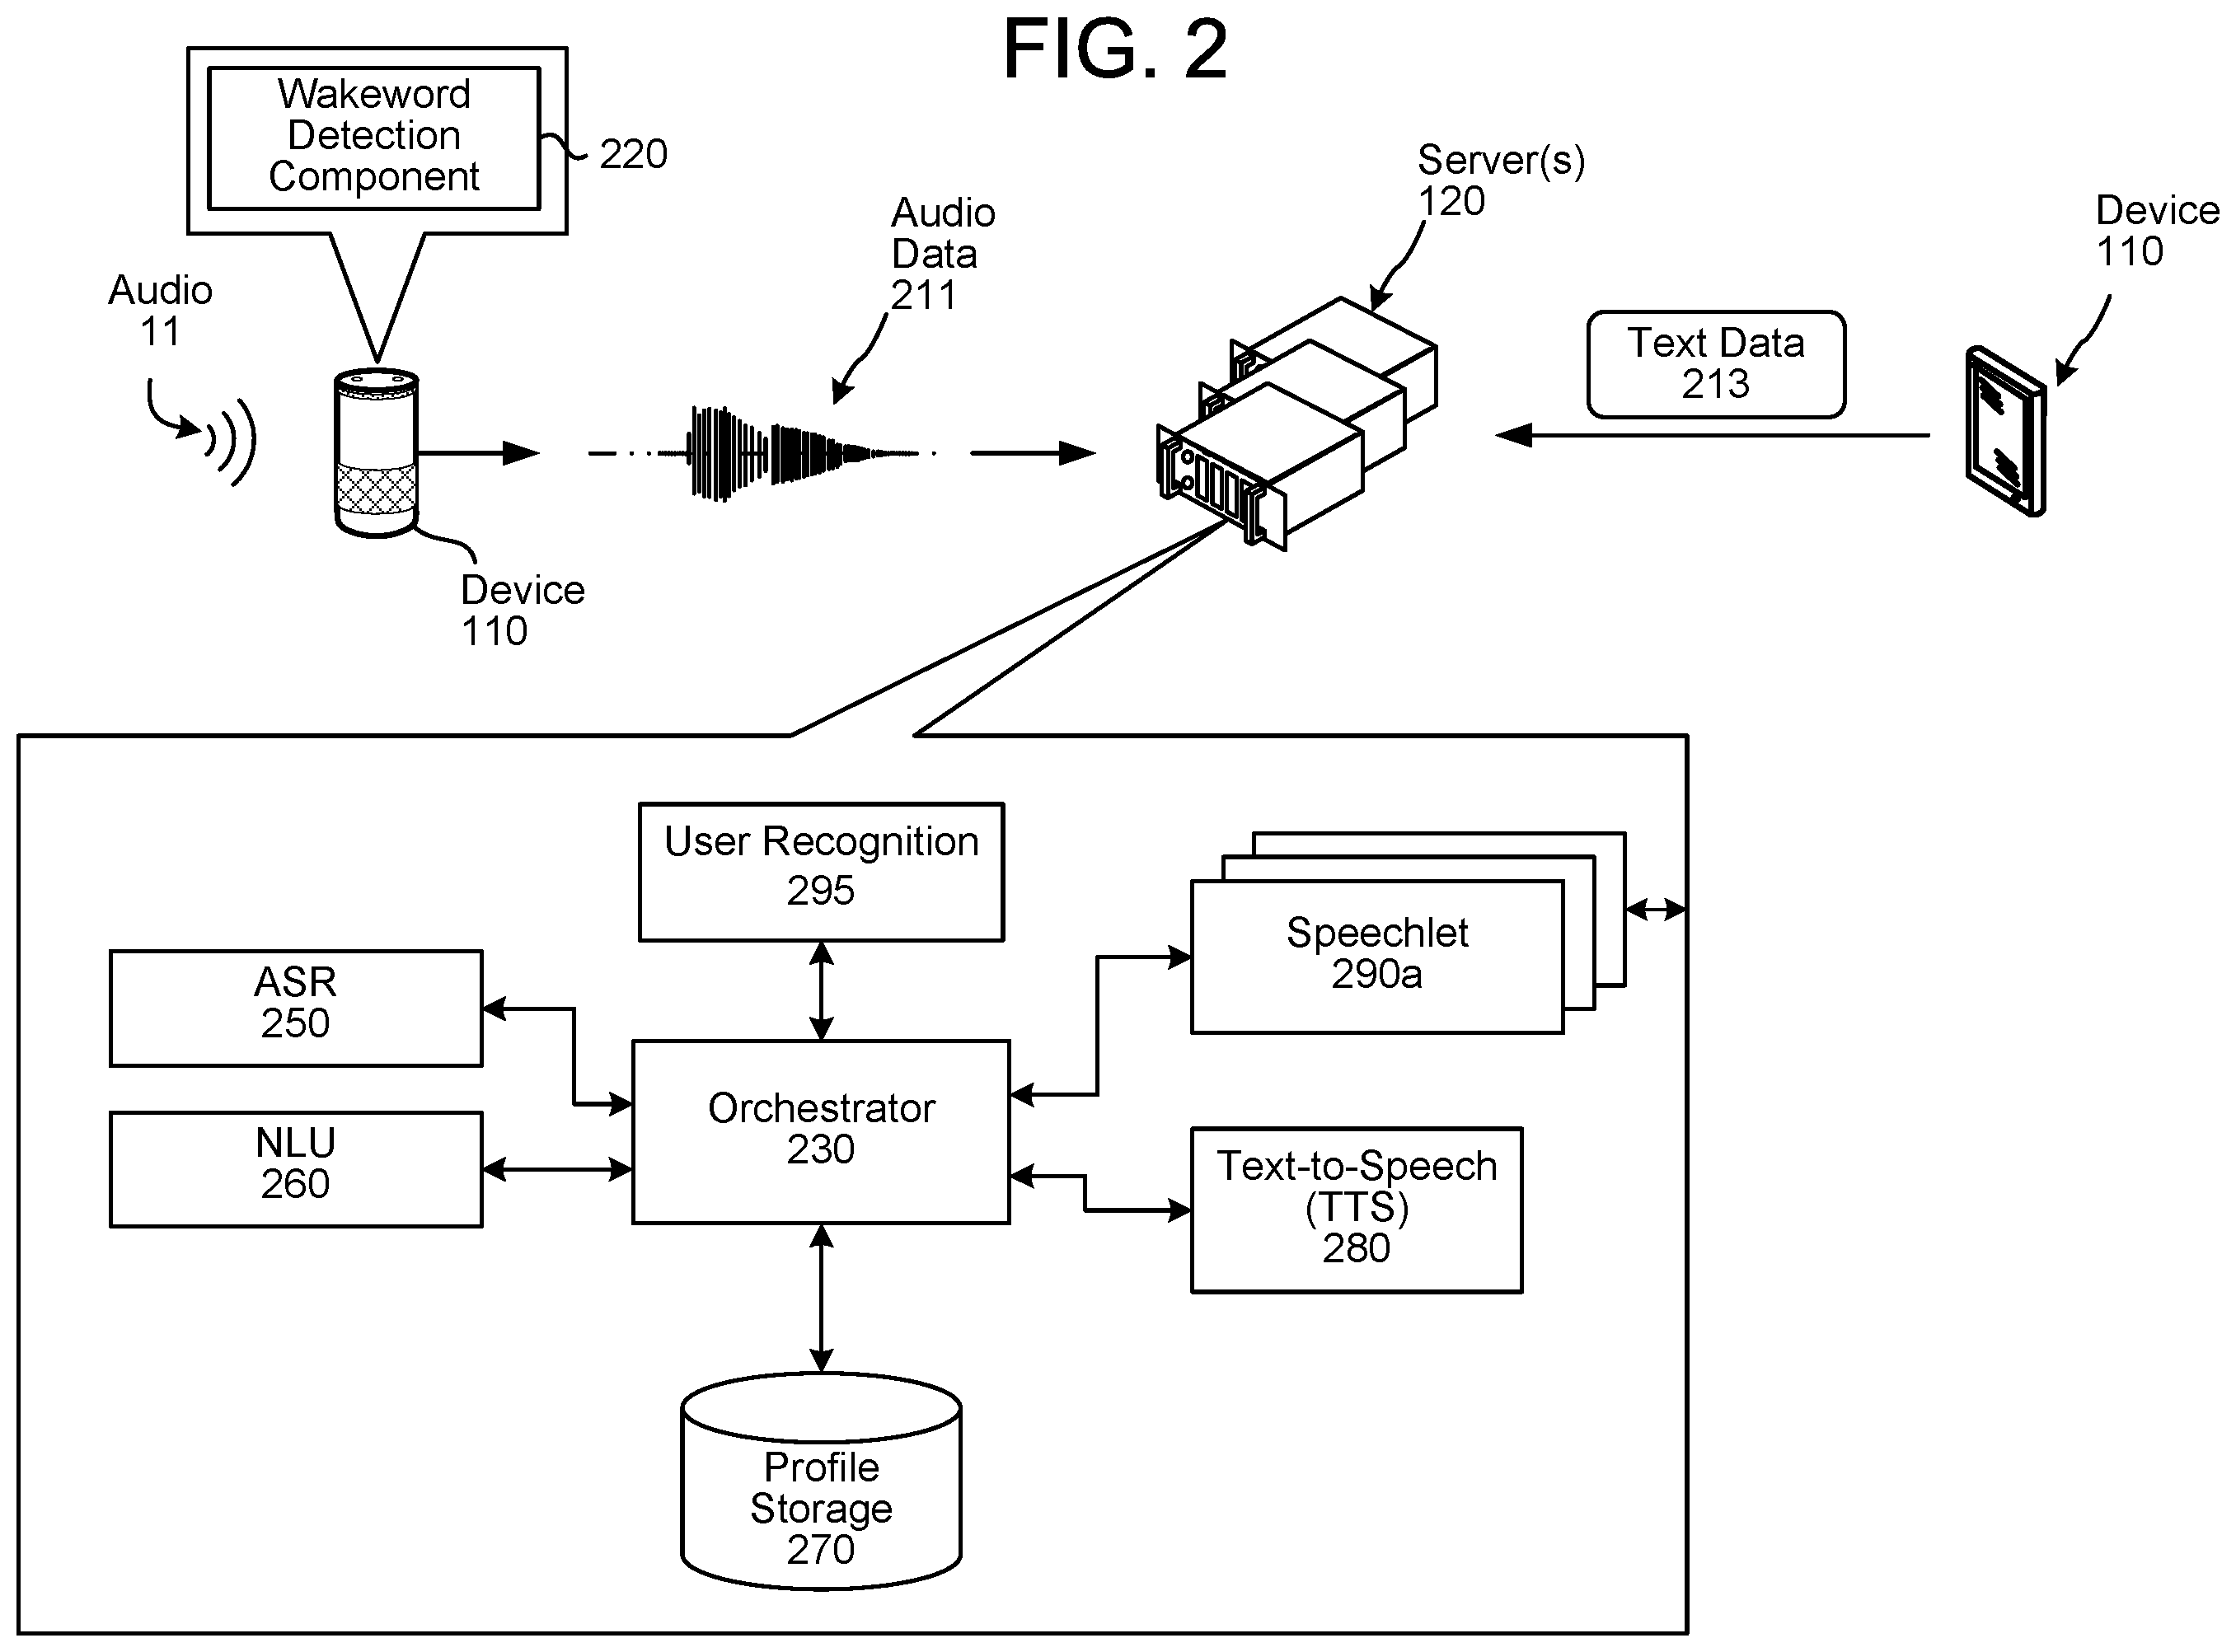 FIG. 2
Wakeword
Detection
Component
220
Server(s)
120
Audio
Data
211
Device
110
Audio
11
Text Data
213
Device
110
User Recognition
295
Speechlet
290a
ASR
250
Orchestrator
230
NLU
260
Text-to-Speech
(TTS)
280
Profile
Storage
270